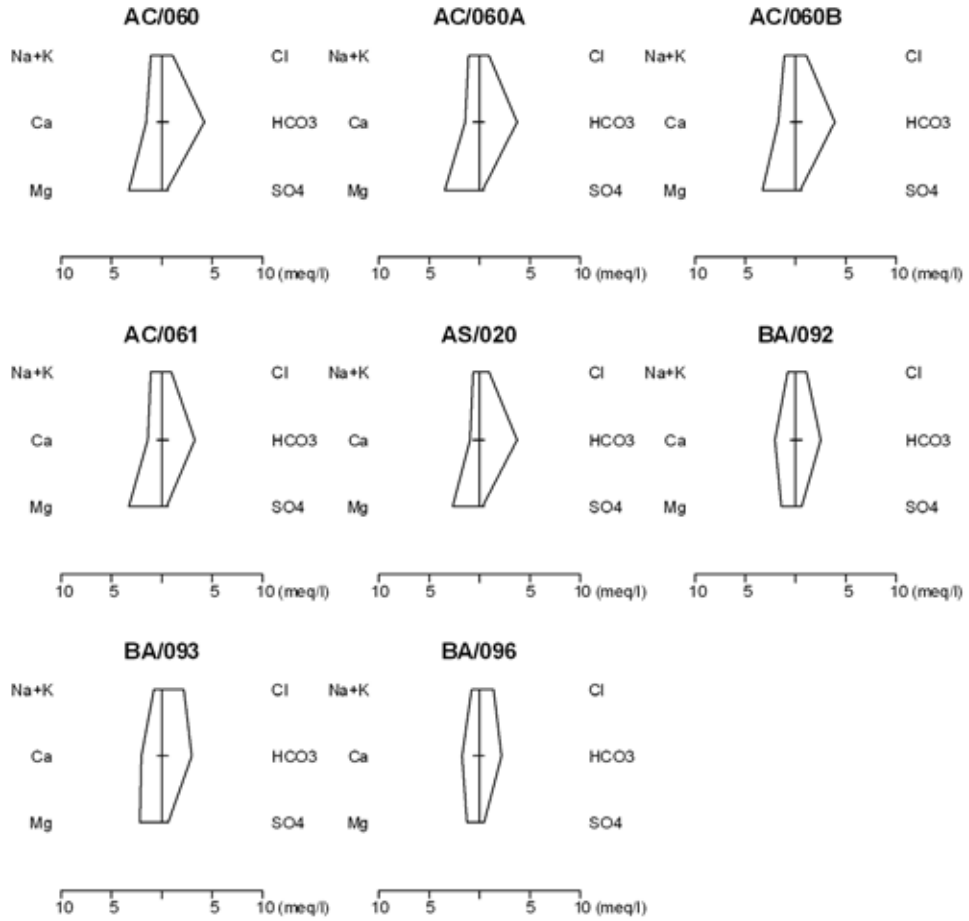 AC/060 AC/060A AC/060B
Na+K Cl Na+K Cl Na+K Cl
Ca HCO3 Ca HCO3 Ca HCO3
Mg SO4 Mg SO4 Mg SO4
10 5 10 (meq/l) 10 5 10 (meq/l) 10 5 5 10 (meq/l)
AC/061 AS/020 BA/092
Na+K Cl Na+K Cl Na+K Cl
Ca HCO3 Ca HCO3 Ca HCO3
Mg SO4 Mg SO4 Mg SO4
10 5 5 10 (meq/l) 10 5 5 10 (meq/l) 10 5 5 10 (meq/l)
BA/093 BA/096
Na+K Cl Na+K Cl
Ca HCO3 Ca HCO3
Mg SO4 Mg SO4
10 5 5 10 (meq/l) 10 5 5 10 (meq/l)